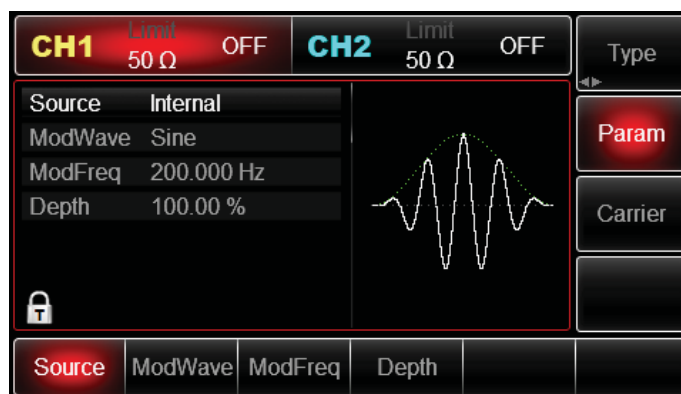 CH1 Limit 50 Ω OFF CH2 Limit 50 Ω OFF
Type
Source Internal
ModWave Sine
ModFreq 200.000 Hz
Depth 100.00 %
Param
Carrier
T
Source ModWave ModFreq Depth